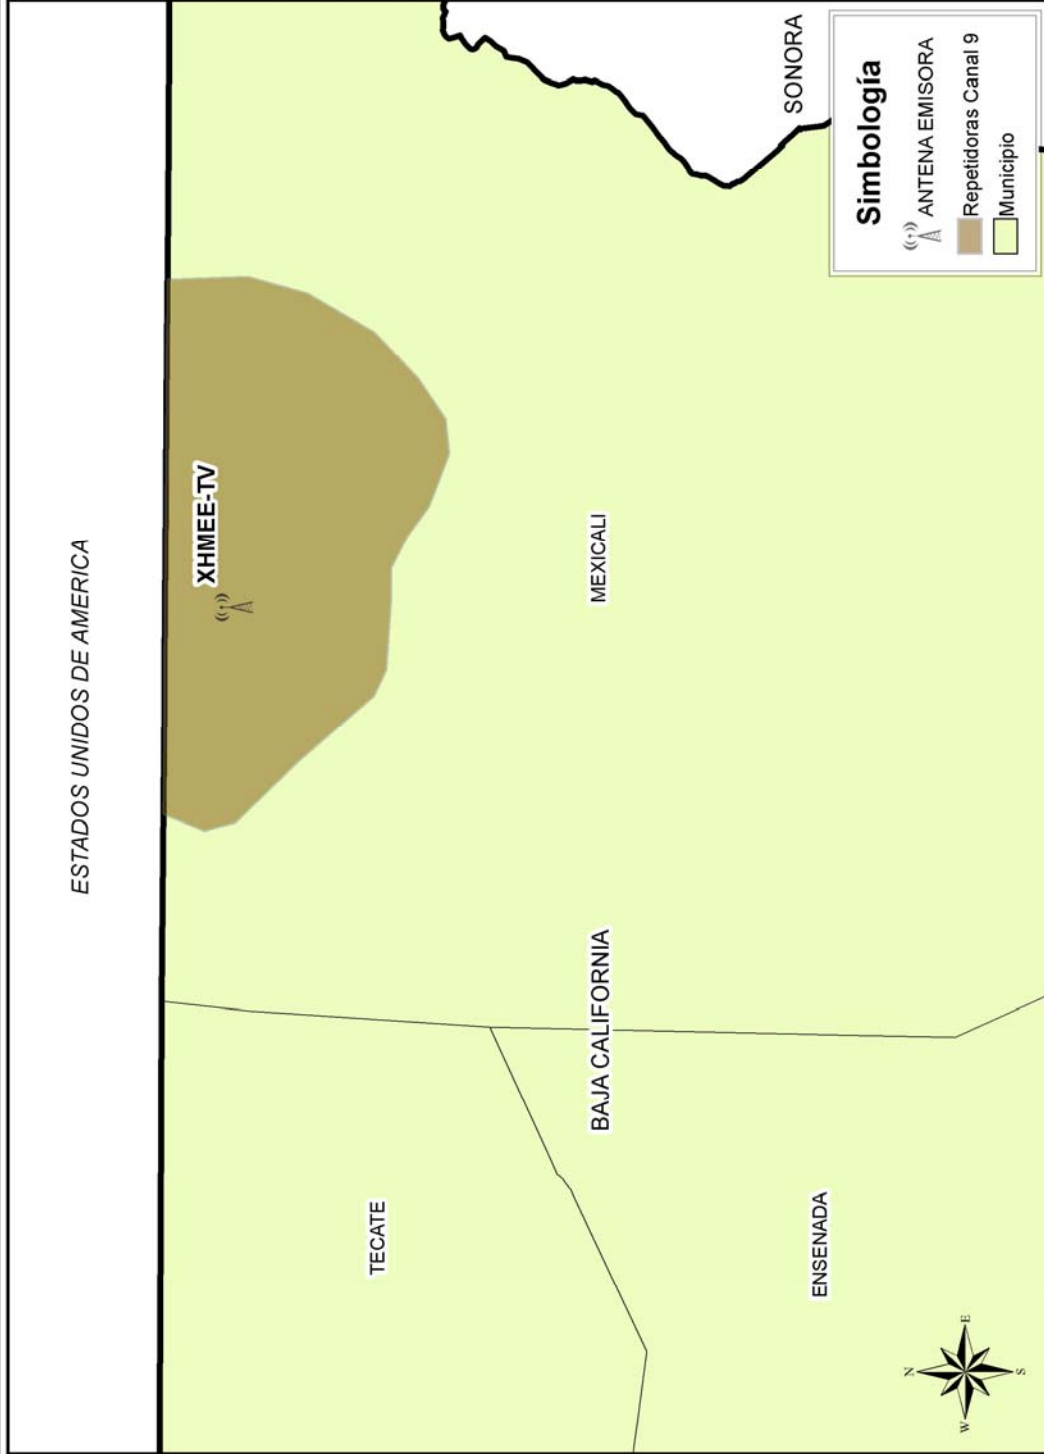 ESTADOS UNIDOS DE AMERICA
XHMEE-TV
TECATE
MEXICALI
BAJA CALIFORNIA
ENSENADA
SONORA
N
W
E
S
Simbología
ANTENA EMISORA
Repetidoras Canal 9
Municipio